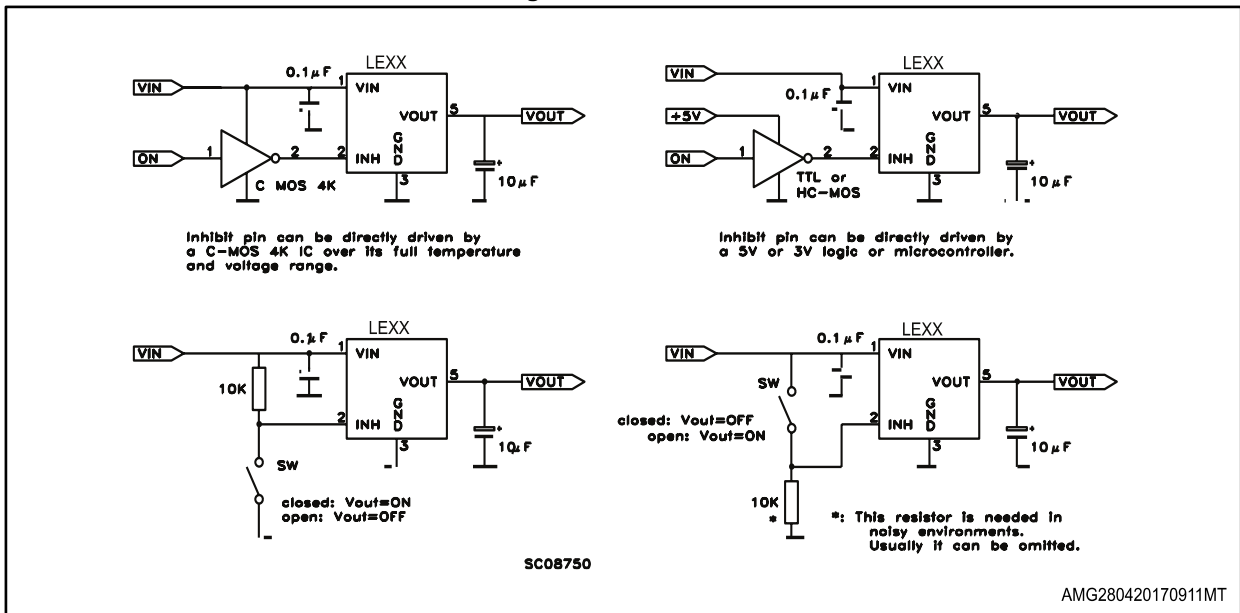 LEXX
0.1µF
VIN
1
VIN
VOUT
5
VOUT
ON
1
2
2
INH
GND
3
C MOS 4K
+
10µF
Inhibit pin can be directly driven by
a C-MOS 4K IC over its full temperature
and voltage range.
LEXX
VIN
0.1µF
1
VIN
+5V
VOUT
5
VOUT
ON
1
2
2
INH
GND
3
TTL or
HC-MOS
+
10µF
Inhibit pin can be directly driven by
a 5V or 3V logic or microcontroller.
LEXX
0.1µF
VIN
1
VIN
10K
VOUT
5
VOUT
2
INH
GND
3
+
10µF
SW
closed: Vout=ON
open: Vout=OFF
LEXX
0.1µF
VIN
1
VIN
SW
VOUT
5
VOUT
closed: Vout=OFF
open: Vout=ON
2
INH
GND
3
+
10µF
10K
*
*: This resistor is needed in
noisy environments.
Usually it can be omitted.
SC08750
AMG280420170911MT